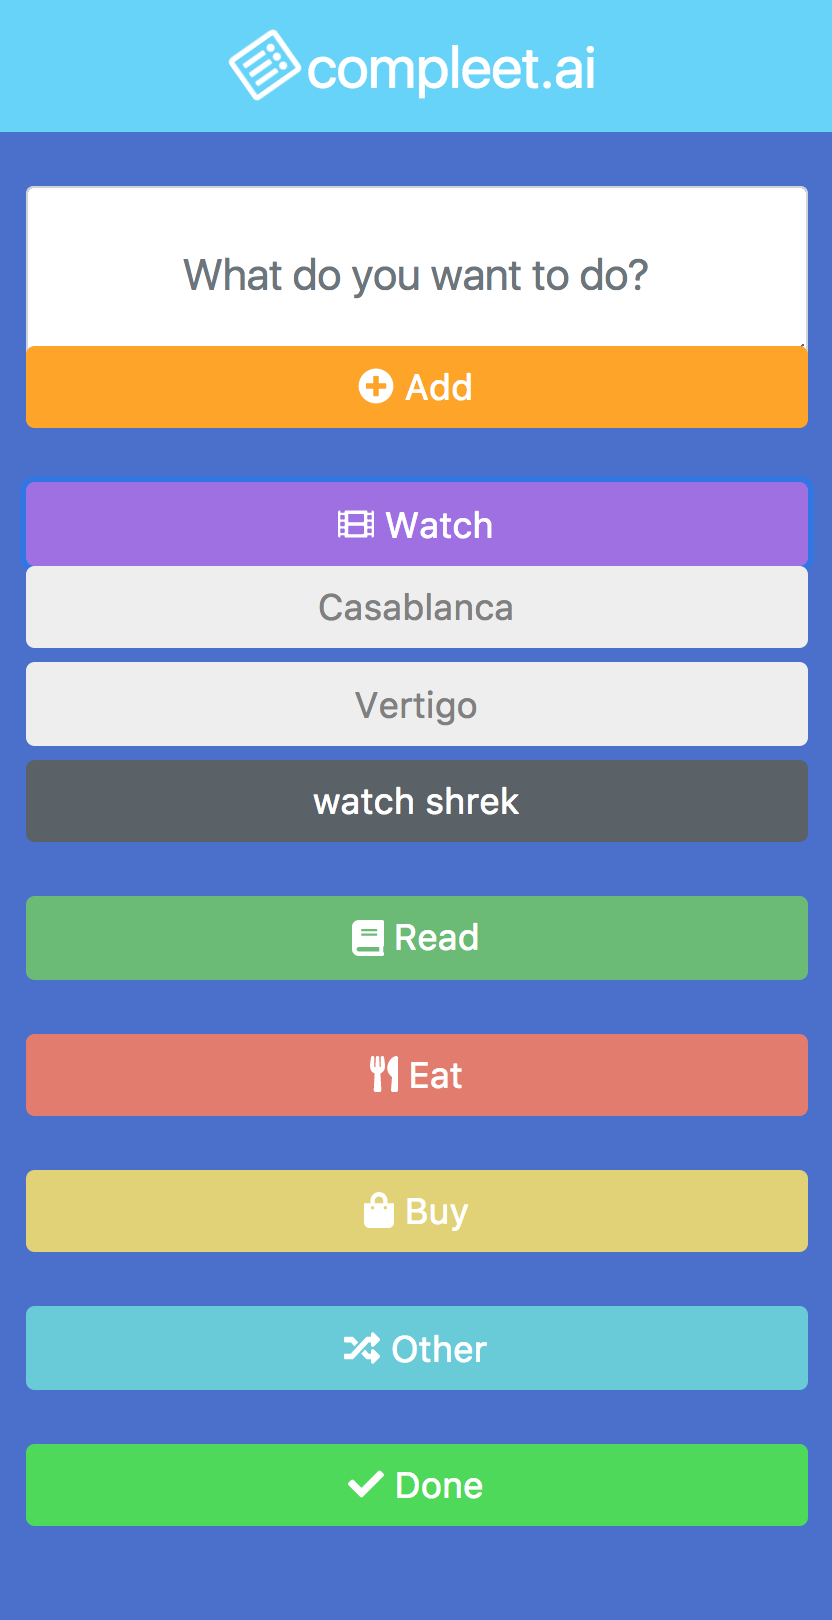 compleet.ai
What do you want to do?
Add
Watch
Casablanca
Vertigo
watch shrek
Read
Eat
Buy
Other
Done